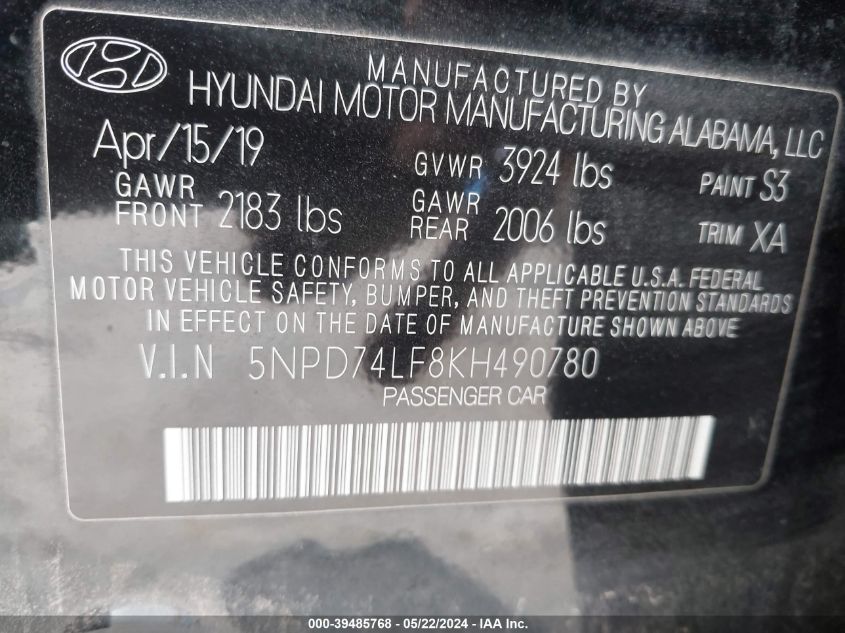 MANUFACTURED BY
HYUNDAI MOTOR MANUFACTURING ALABAMA, LLC
Apr/15/19 GVWR 3924 lbs PAINT S3
GAWR FRONT 2183 lbs GAWR REAR 2006 lbs TRIM XA
THIS VEHICLE CONFORMS TO ALL APPLICABLE U.S.A. FEDERAL
MOTOR VEHICLE SAFETY, BUMPER, AND THEFT PREVENTION STANDARDS
IN EFFECT ON THE DATE OF MANUFACTURE SHOWN ABOVE
V.I.N 5NPD74LF8KH490780
PASSENGER CAR
000-39485768 - 05/22/2024 - IAA Inc.